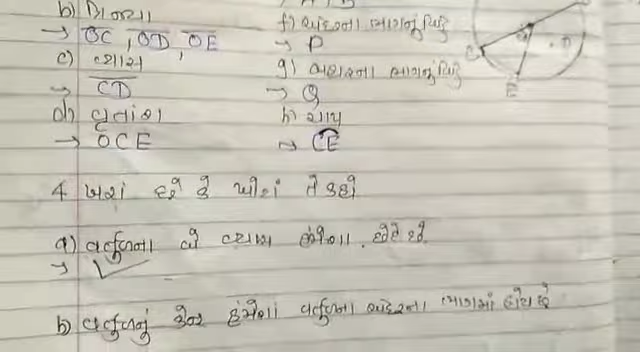 b) ત્રિજ્યા
→ OC, OD, OE
c) વ્યાસ
→ CD
d) વૃતાંશ
→ OCE
f) અંદરના ભાગનું બિંદુ
→ P
g) બહારના ભાગનું બિંદુ
→ Q
h) ચાપ
→ CE
E
4 ખરાં છે કે ખોટાં તે કહો
a) વર્તુળના બે વ્યાસ હંમેશા છેદે છે
→ ✓
b) વર્તુળનું કેન્દ્ર હંમેશાં વર્તુળના અંદરના ભાગમાં હોય છે